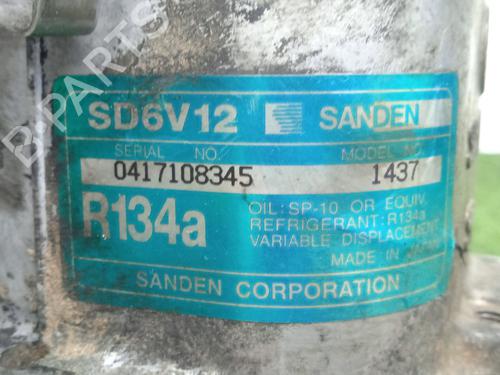 SD6V12 SANDEN
SERIAL NO. MODEL NO.
0417108345 1437
R134a
OIL: SP-10 OR EQUIV.
REFRIGERANT: R134a
VARIABLE DISPLACEMENT
MADE IN
SANDEN CORPORATION
B-PARTS